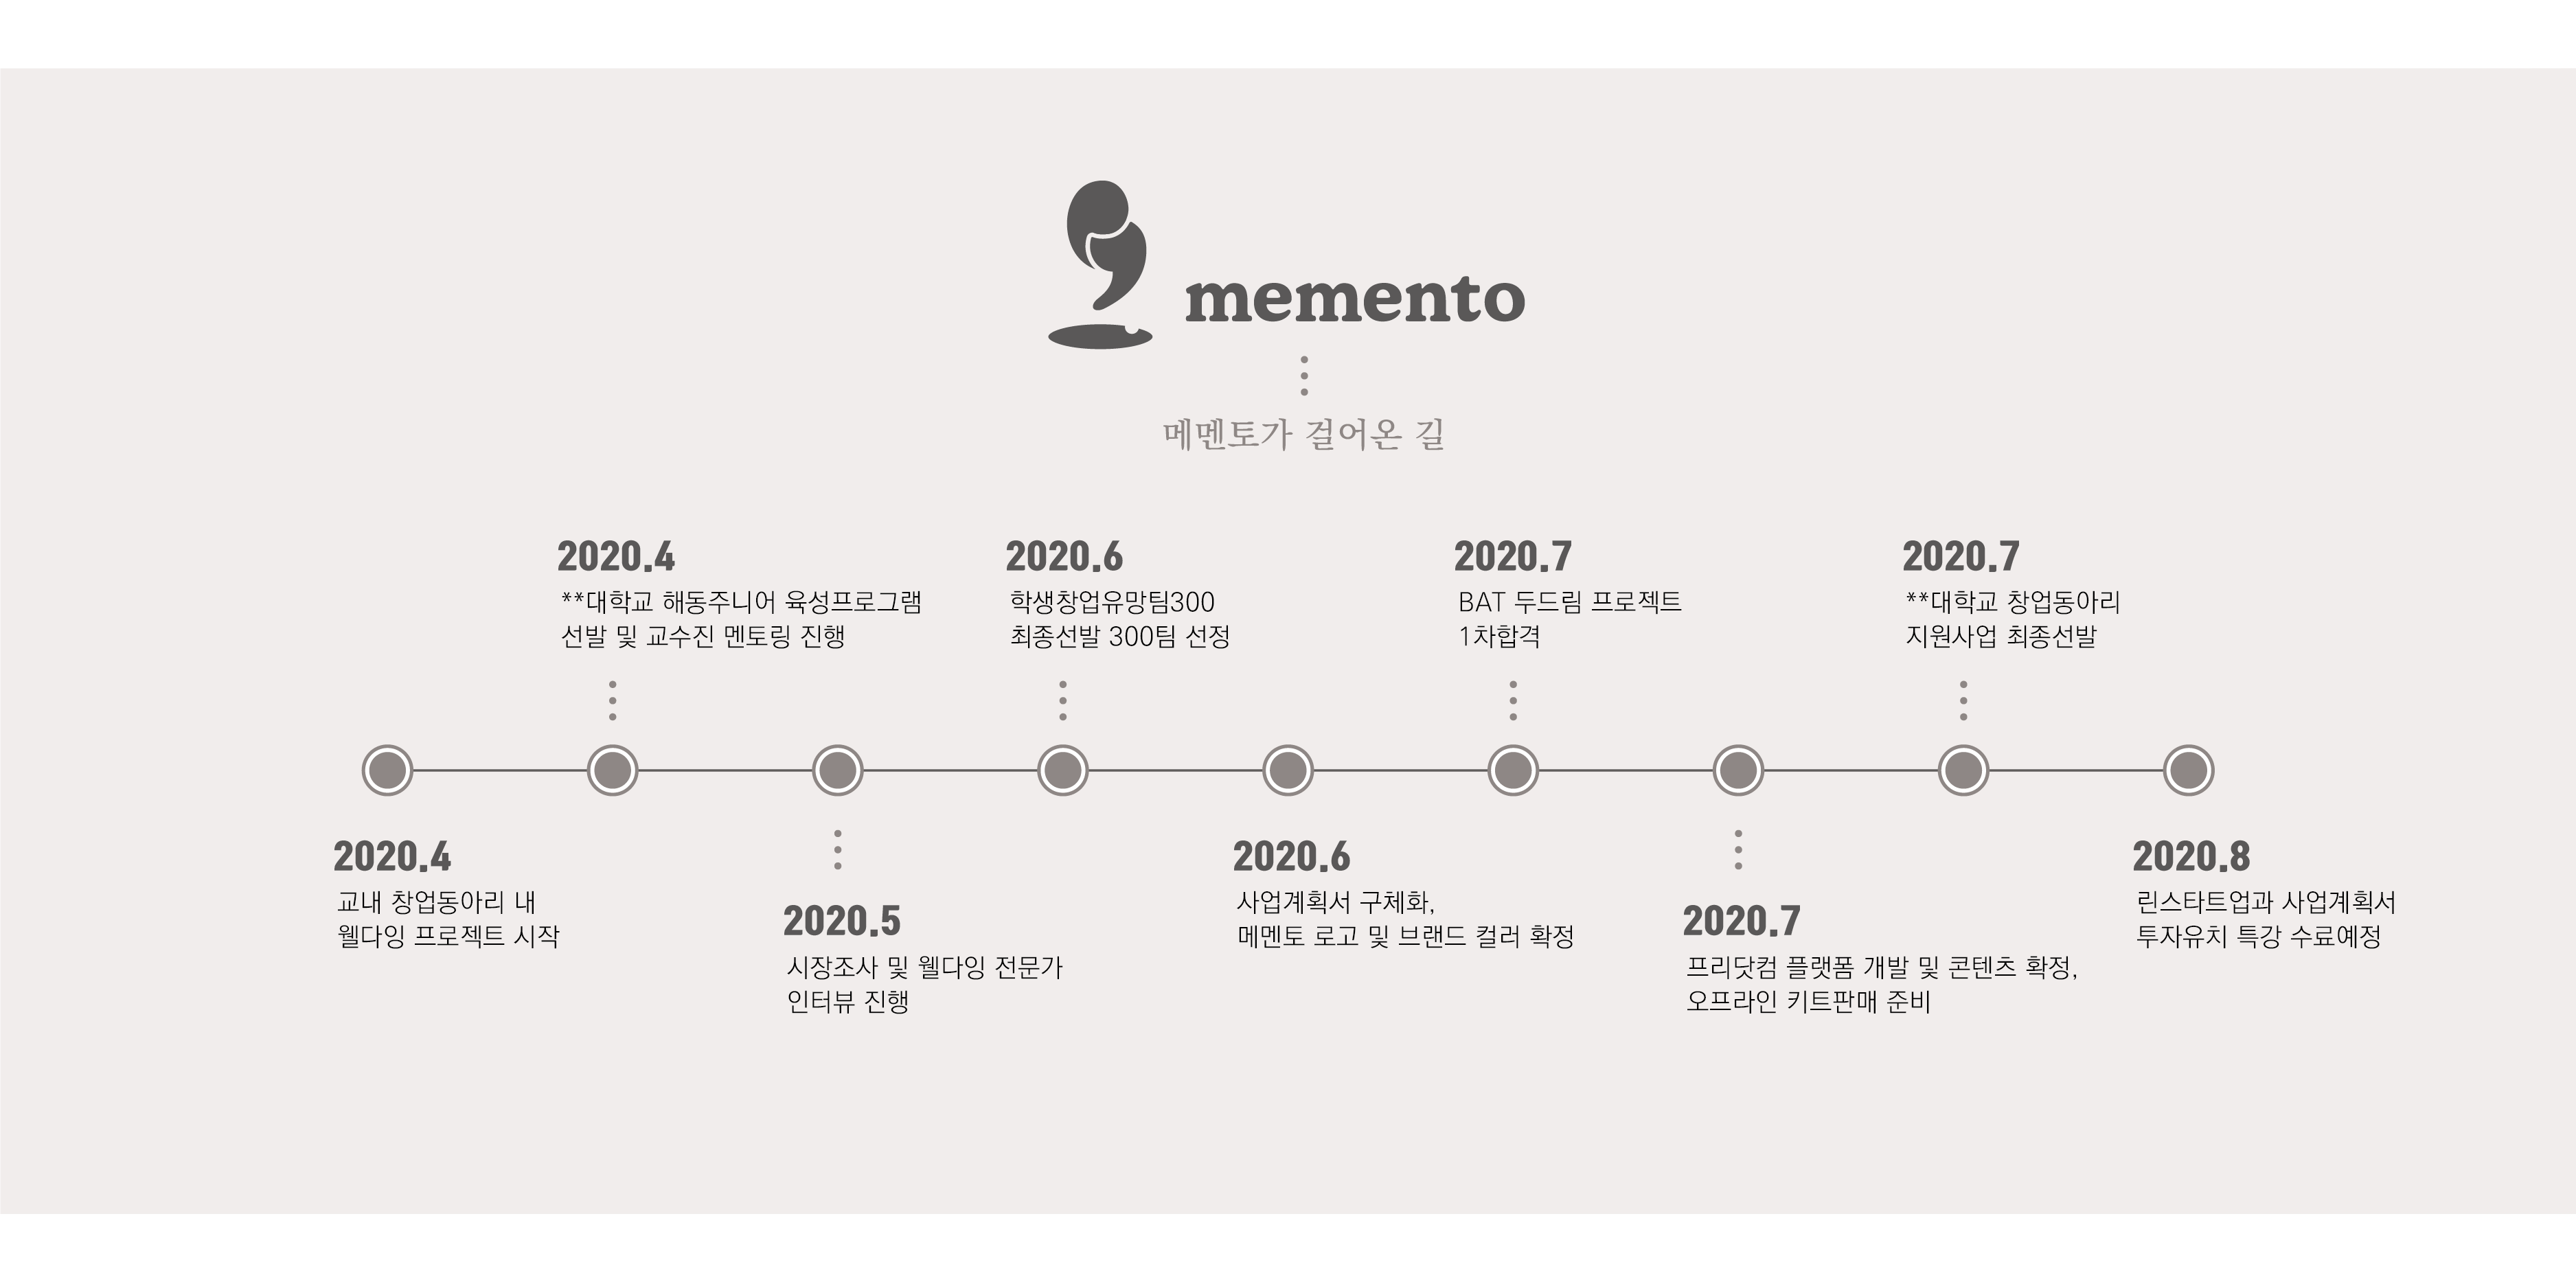 memento
메멘토가 걸어온 길
2020.4
교내 창업동아리 내
웰다잉 프로젝트 시작
2020.4
**대학교 해동주니어 육성프로그램
선발 및 교수진 멘토링 진행
2020.5
시장조사 및 웰다잉 전문가
인터뷰 진행
2020.6
학생창업유망팀300
최종선발 300팀 선정
2020.6
사업계획서 구체화,
메멘토 로고 및 브랜드 컬러 확정
2020.7
BAT 두드림 프로젝트
1차합격
2020.7
프리닷컴 플랫폼 개발 및 콘텐츠 확정,
오프라인 키트판매 준비
2020.7
**대학교 창업동아리
지원사업 최종선발
2020.8
린스타트업과 사업계획서
투자유치 특강 수료예정